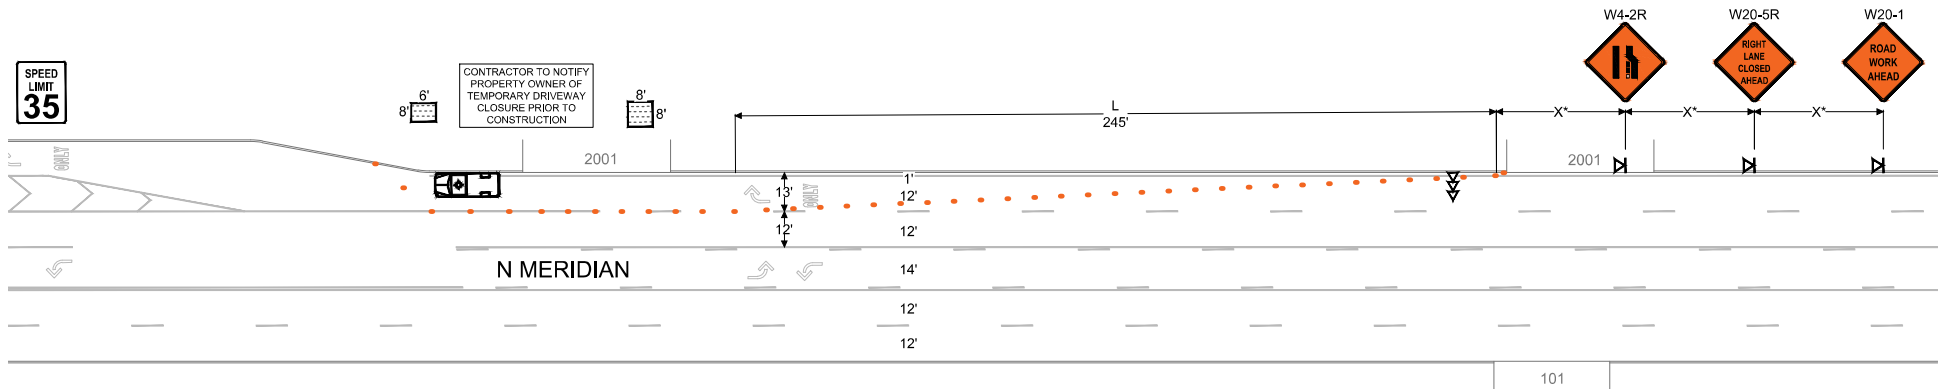 W4-2R
W20-5R
W20-1
SPEED
LIMIT
35
CONTRACTOR TO NOTIFY
PROPERTY OWNER OF
TEMPORARY DRIVEWAY
CLOSURE PRIOR TO
CONSTRUCTION
6'
8'
8'
8'
RIGHT
LANE
CLOSED
AHEAD
ROAD
WORK
AHEAD
L
245'
X*
X*
X*
ONLY
2001
2001
1'
13'
12'
ONLY
12'
12'
N MERIDIAN
14'
12'
12'
101